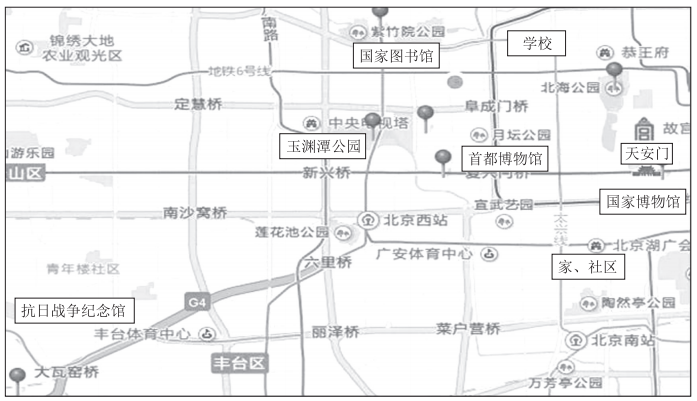 南路
紫竹院公园
锦绣大地
农业观光区
国家图书馆
学校
恭王府
地铁6号线
北海公园
定慧桥
阜成门桥
中央电视塔
月坛公园
故宫
玉渊潭公园
首都博物馆
天安门
游乐园
山区
新兴桥
复兴门桥
国家博物馆
南沙窝桥
宣武艺园
北京西站
莲花池公园
广安体育中心
北京湖广会
家、社区
青年楼社区
六里桥
G4
抗日战争纪念馆
陶然亭公园
丰台体育中心
丽泽桥
菜户营桥
北京南站
丰台区
大瓦窑桥
万芳亭公园